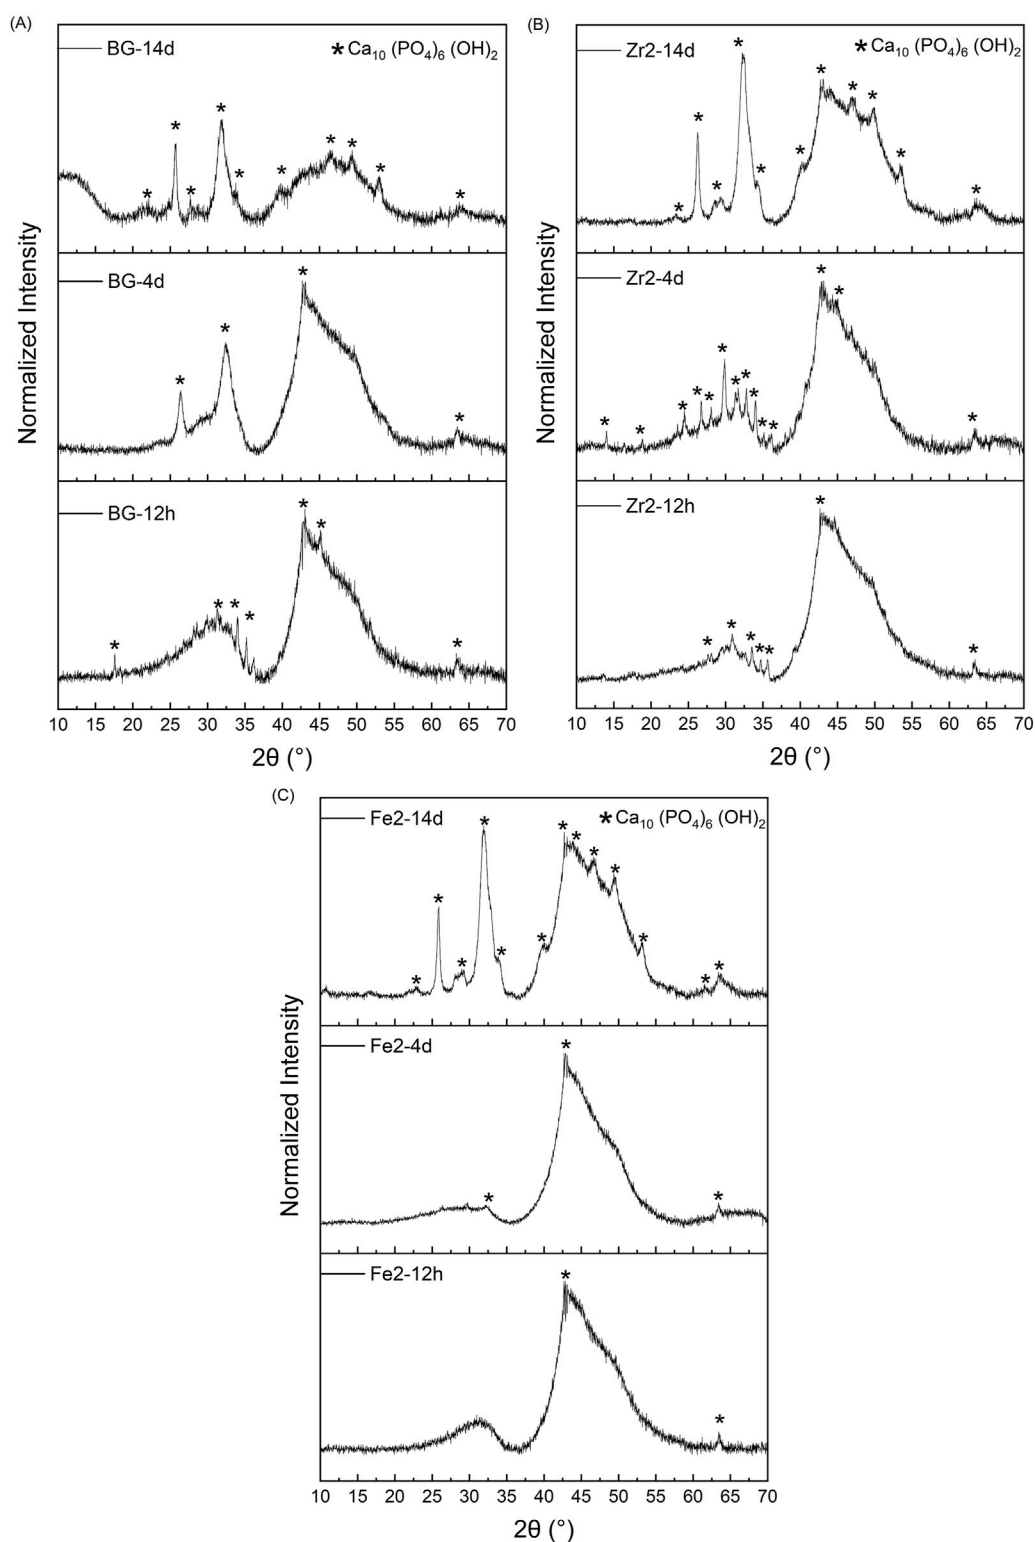 (A)
BG-14d
* Ca10 (PO4)6 (OH)2
BG-4d
BG-12h
Normalized Intensity
10 15 20 25 30 35 40 45 50 55 60 65 70
2θ (°)
(B)
Zr2-14d
* Ca10 (PO4)6 (OH)2
Zr2-4d
Zr2-12h
Normalized Intensity
10 15 20 25 30 35 40 45 50 55 60 65 70
2θ (°)
(C)
Fe2-14d
* Ca10 (PO4)6 (OH)2
Fe2-4d
Fe2-12h
Normalized Intensity
10 15 20 25 30 35 40 45 50 55 60 65 70
2θ (°)